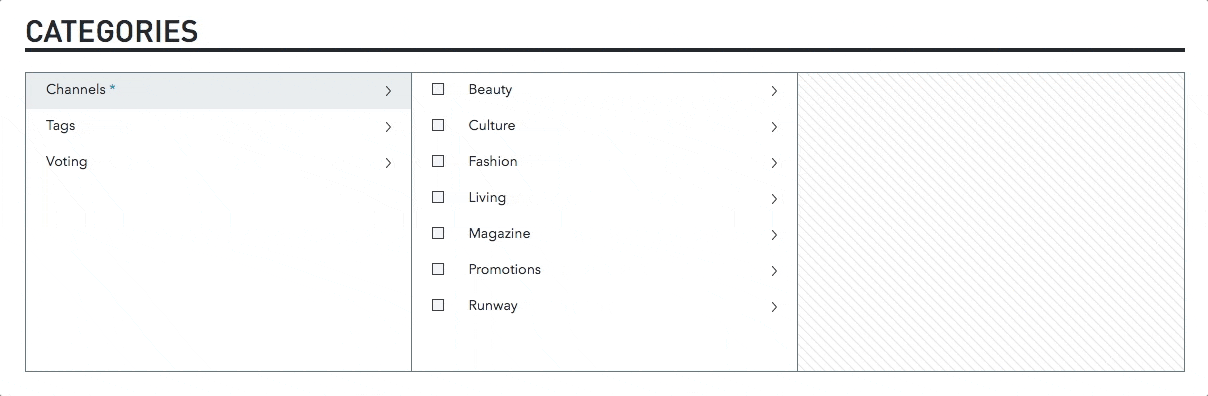 CATEGORIES
Channels *
Tags
Voting
Beauty
Culture
Fashion
Living
Magazine
Promotions
Runway